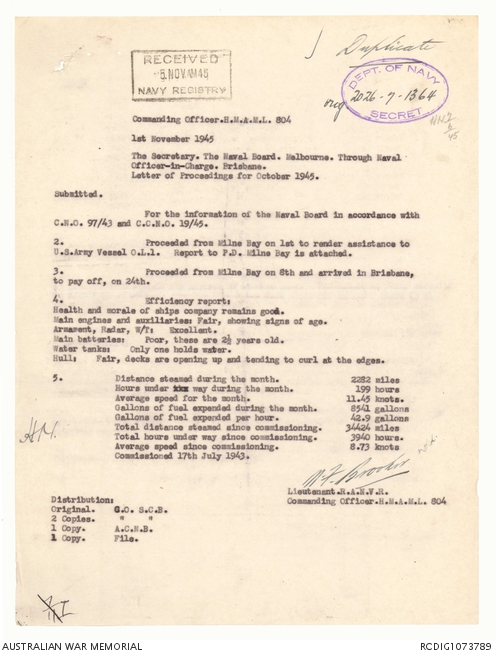 Duplicate
RECEIVED
5 NOV AM 45
NAVY REGISTRY
DEPT. OF NAVY
2026-7-1364
SECRET
orig
Commanding Officer.H.M.A.M.L. 804
1st November 1945
The Secretary. The Naval Board. Melbourne. Through Naval
Officer-in-Charge. Brisbane.
Letter of Proceedings for October 1945.
Submitted.
For the information of the Naval Board in accordance with
C.N.O. 97/43 and C.C.N.O. 19/45.
2. Proceeded from Milne Bay on 1st to render assistance to
U.S.Army Vessel O.L.1. Report to P.D. Milne Bay is attached.
3. Proceeded from Milne Bay on 8th and arrived in Brisbane,
to pay off, on 24th.
4. Efficiency report:
Health and morale of ships company remains good.
Main engines and auxiliaries: Fair, showing signs of age.
Armament, Radar, W/T: Excellent.
Main batteries: Poor, these are 2½ years old.
Water tanks: Only one holds water.
Hull: Fair, decks are opening up and tending to curl at the edges.
5. Distance steamed during the month. 2282 miles
Hours under xxx way during the month. 199 hours
Average speed for the month. 11.45 knots.
Gallons of fuel expended during the month. 8541 gallons
Gallons of fuel expended per hour. 42.9 gallons
Total distance steamed since commissioning. 34424 miles
Total hours under way since commissioning. 3940 hours.
Average speed since commissioning. 8.73 knots
Commissioned 17th July 1943.
Lieutenant.R.A.N.V.R.
Commanding Officer.H.M.A.M.L. 804
Distribution:
Original. G.O. S.C.B.
2 Copies. " "
1 Copy. A.C.N.B.
1 Copy. File.
AUSTRALIAN WAR MEMORIAL
RCDIG1073789